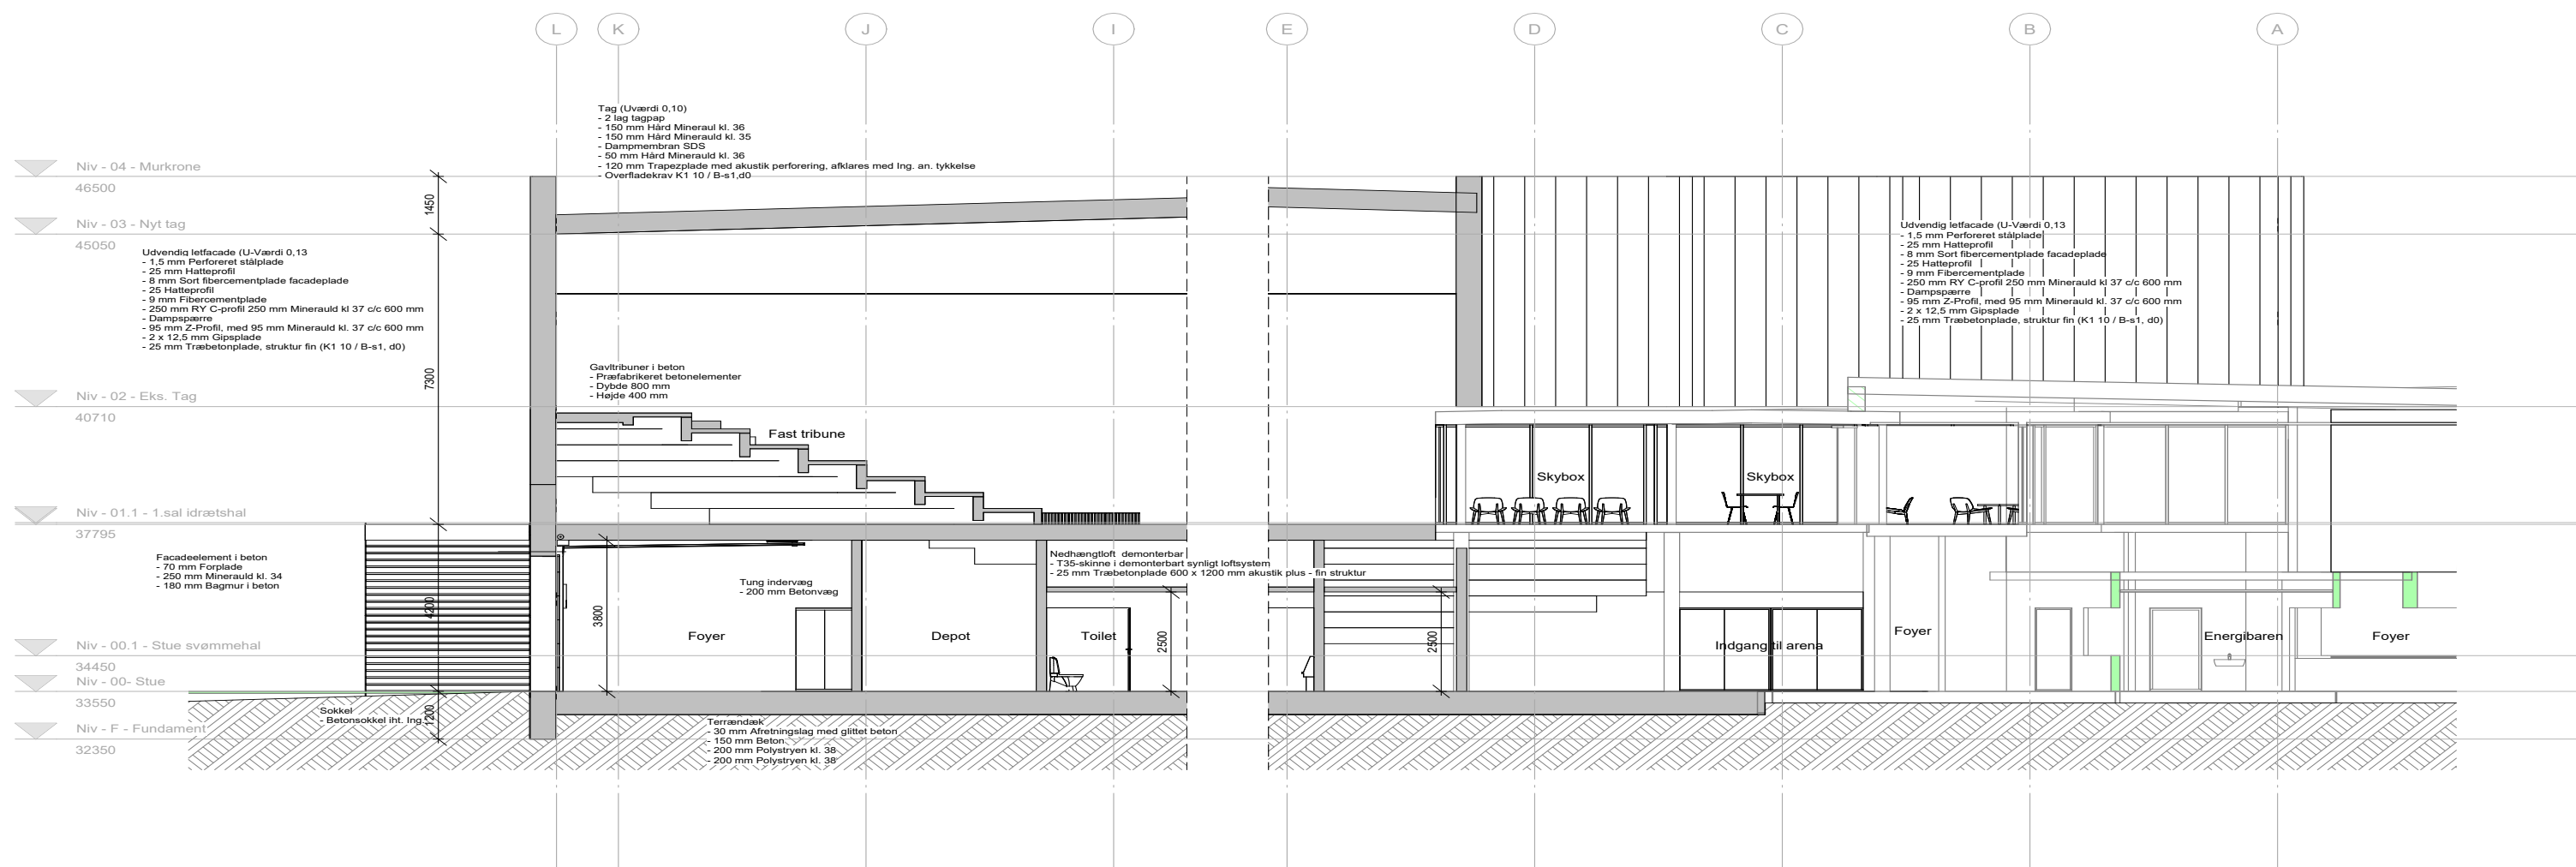 L
K
J
I
E
D
C
B
A
Tag (Uværdi 0,10)
- 2 lag tagpap
- 150 mm Hård Mineraul kl. 36
- 150 mm Hård Minerauld kl. 35
- Dampmembran SDS
- 50 mm Hård Minerauld kl. 36
- 120 mm Trapezplade med akustik perforering, afklares med Ing. an. tykkelse
- Overfladekrav K1 10 / B-s1,d0
Niv - 04 - Murkrone
46500
1450
Niv - 03 - Nyt tag
45050
Udvendig letfacade (U-Værdi 0,13
- 1,5 mm Perforeret stålplade
- 25 mm Hatteprofil
- 8 mm Sort fibercementplade facadeplade
- 25 Hatteprofil
- 9 mm Fibercementplade
- 250 mm RY C-profil 250 mm Minerauld kl 37 c/c 600 mm
- Dampspærre
- 95 mm Z-Profil, med 95 mm Minerauld kl. 37 c/c 600 mm
- 2 x 12,5 mm Gipsplade
- 25 mm Træbetonplade, struktur fin (K1 10 / B-s1, d0)
Udvendig letfacade (U-Værdi 0,13
- 1,5 mm Perforeret stålplade
- 25 mm Hatteprofil
- 8 mm Sort fibercementplade facadeplade
- 25 Hatteprofil
- 9 mm Fibercementplade
- 250 mm RY C-profil 250 mm Minerauld kl 37 c/c 600 mm
- Dampspærre
- 95 mm Z-Profil, med 95 mm Minerauld kl. 37 c/c 600 mm
- 2 x 12,5 mm Gipsplade
- 25 mm Træbetonplade, struktur fin (K1 10 / B-s1, d0)
7300
Gavltribuner i beton
- Præfabrikeret betonelementer
- Dybde 800 mm
- Højde 400 mm
Niv - 02 - Eks. Tag
40710
Fast tribune
Skybox
Skybox
Niv - 01.1 - 1.sal idrætshal
37795
Facadeelement i beton
- 70 mm Forplade
- 250 mm Minerauld kl. 34
- 180 mm Bagmur i beton
Nedhængtloft demonterbar
- T35-skinne i demonterbart synligt loftsystem
- 25 mm Træbetonplade 600 x 1200 mm akustik plus - fin struktur
Tung indervæg
- 200 mm Betonvæg
4200
3800
2500
2500
Foyer
Depot
Toilet
Indgang til arena
Foyer
Energibaren
Foyer
Niv - 00.1 - Stue svømmehal
34450
Niv - 00- Stue
33550
Sokkel
- Betonsokkel iht. Ing.
1200
Niv - F - Fundament
32350
Terrændæk
- 30 mm Afretningslag med glittet beton
- 150 mm Beton
- 200 mm Polystryen kl. 38
- 200 mm Polystryen kl. 38